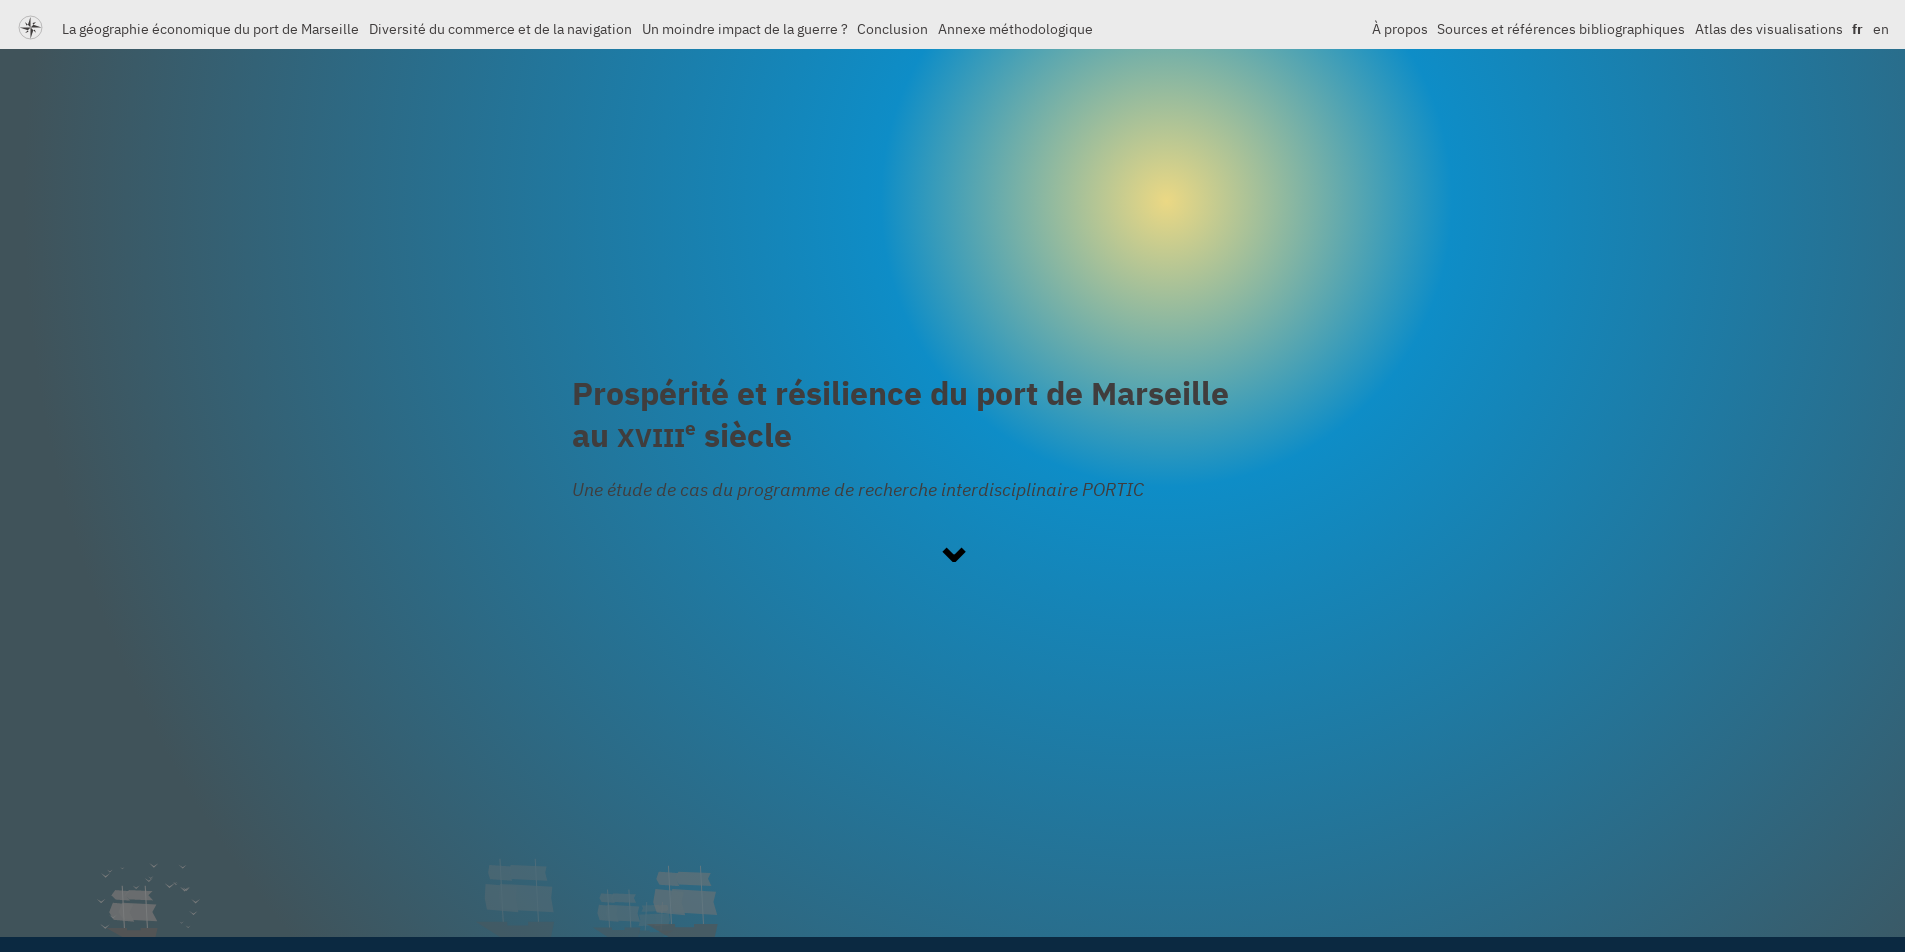 La géographie économique du port de Marseille Diversité du commerce et de la navigation Un moindre impact de la guerre ? Conclusion Annexe méthodologique À propos Sources et références bibliographiques Atlas des visualisations fr en
Prospérité et résilience du port de Marseille
au XVIIIe siècle
Une étude de cas du programme de recherche interdisciplinaire PORTIC